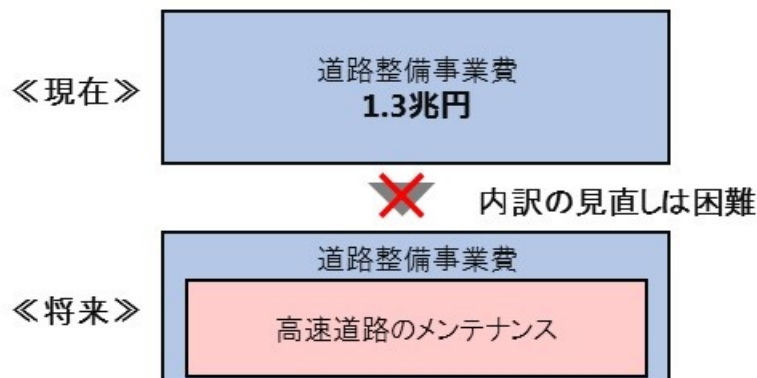 ≪現在≫
道路整備事業費
1.3兆円
内訳の見直しは困難
≪将来≫
道路整備事業費
高速道路のメンテナンス